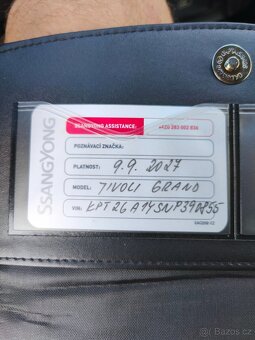 SSANGYONG
SSANGYONG ASSISTANCE:
+420 283 002 836
POZNÁVACÍ ZNAČKA:
PLATNOST: 9.9. 2027
MODEL: TIVOLI GRAND
VIN:
bazos.cz